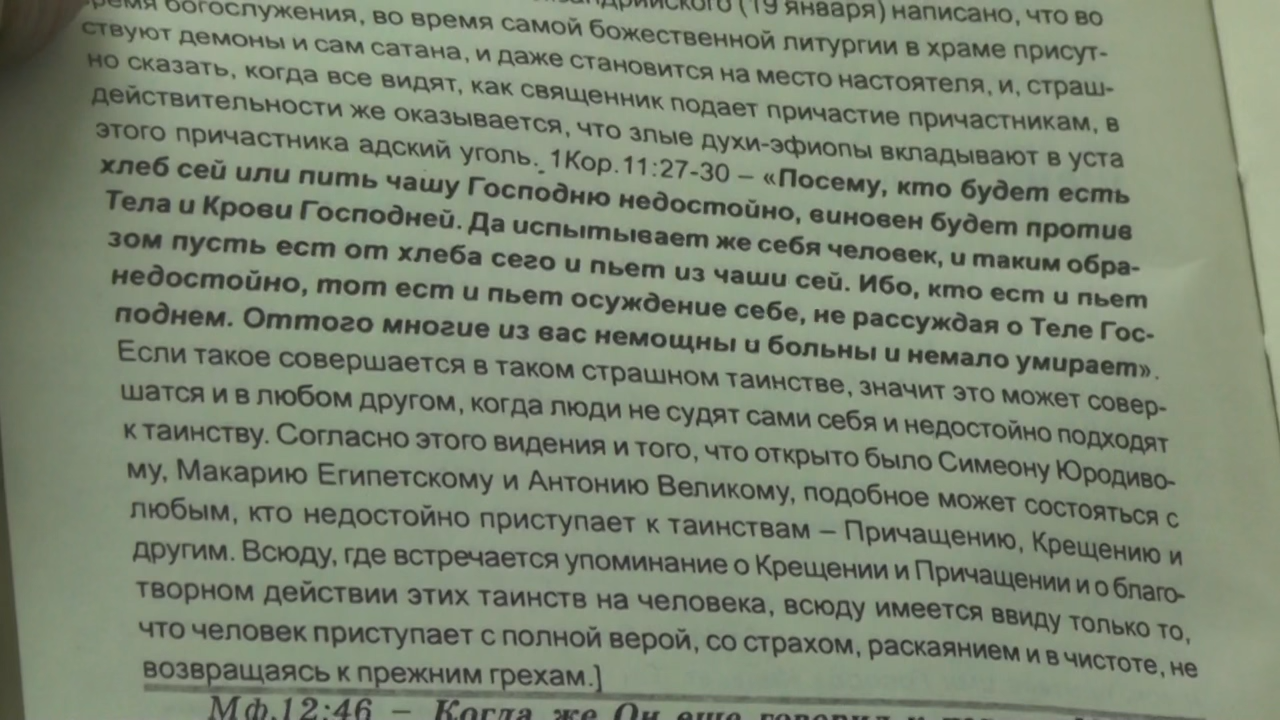 (19 января) написано, что во
время богослужения, во время самой божественной литургии в храме присут-
ствуют демоны и сам сатана, и даже становится на место настоятеля, и, страш-
но сказать, когда все видят, как священник подает причастие причастникам, в
действительности же оказывается, что злые духи-эфиопы вкладывают в уста
этого причастника адский уголь. 1Кор.11:27-30 – «Посему, кто будет есть
хлеб сей или пить чашу Господню недостойно, виновен будет против
Тела и Крови Господней. Да испытывает же себя человек, и таким обра-
зом пусть ест от хлеба сего и пьет из чаши сей. Ибо, кто ест и пьет
недостойно, тот ест и пьет осуждение себе, не рассуждая о Теле Гос-
поднем. Оттого многие из вас немощны и больны и немало умирает».
Если такое совершается в таком страшном таинстве, значит это может совер-
шатся и в любом другом, когда люди не судят сами себя и недостойно подходят
к таинству. Согласно этого видения и того, что открыто было Симеону Юродиво-
му, Макарию Египетскому и Антонию Великому, подобное может состояться с
любым, кто недостойно приступает к таинствам – Причащению, Крещению и
другим. Всюду, где встречается упоминание о Крещении и Причащении и о благо-
творном действии этих таинств на человека, всюду имеется ввиду только то,
что человек приступает с полной верой, со страхом, раскаянием и в чистоте, не
возвращаясь к прежним грехам.]
Мф.12:46 – Когда же Он еще говорил к